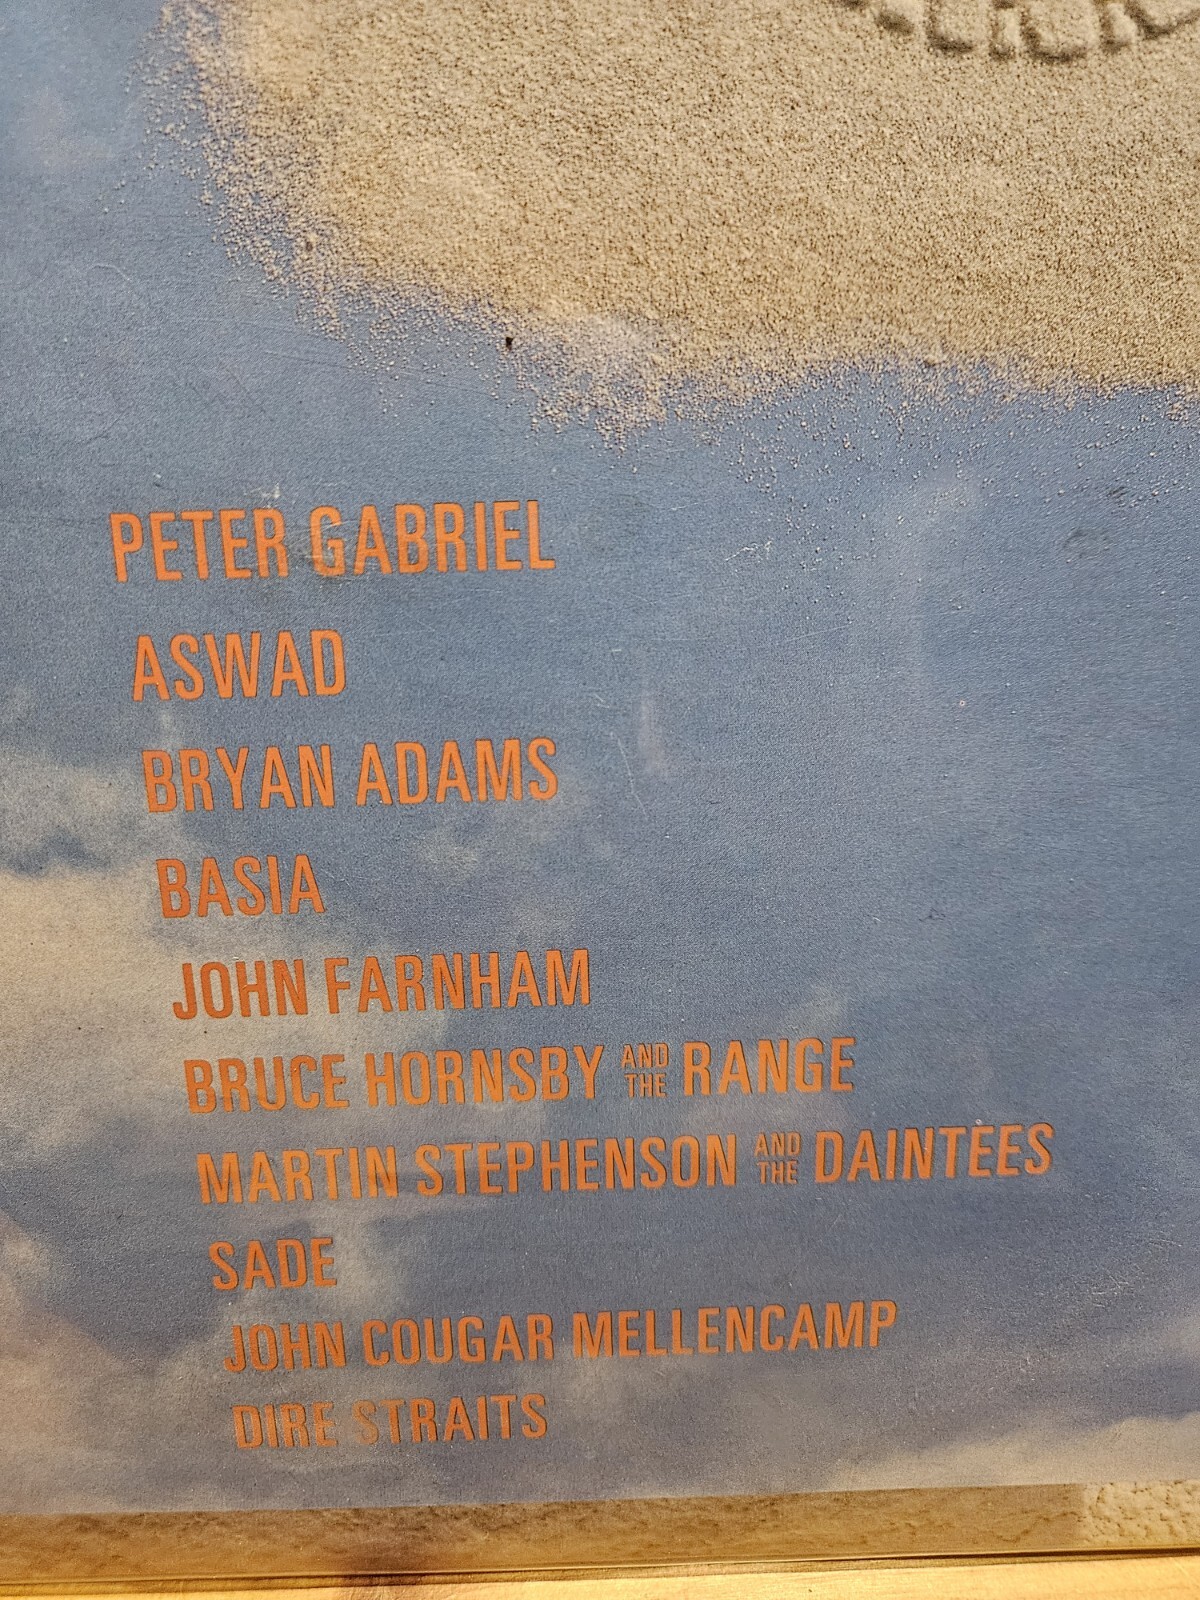 PETER GABRIEL
ASWAD
BRYAN ADAMS
BASIA
JOHN FARNHAM
BRUCE HORNSBY AND THE RANGE
MARTIN STEPHENSON AND THE DAINTEES
SADE
JOHN COUGAR MELLENCAMP
DIRE STRAITS